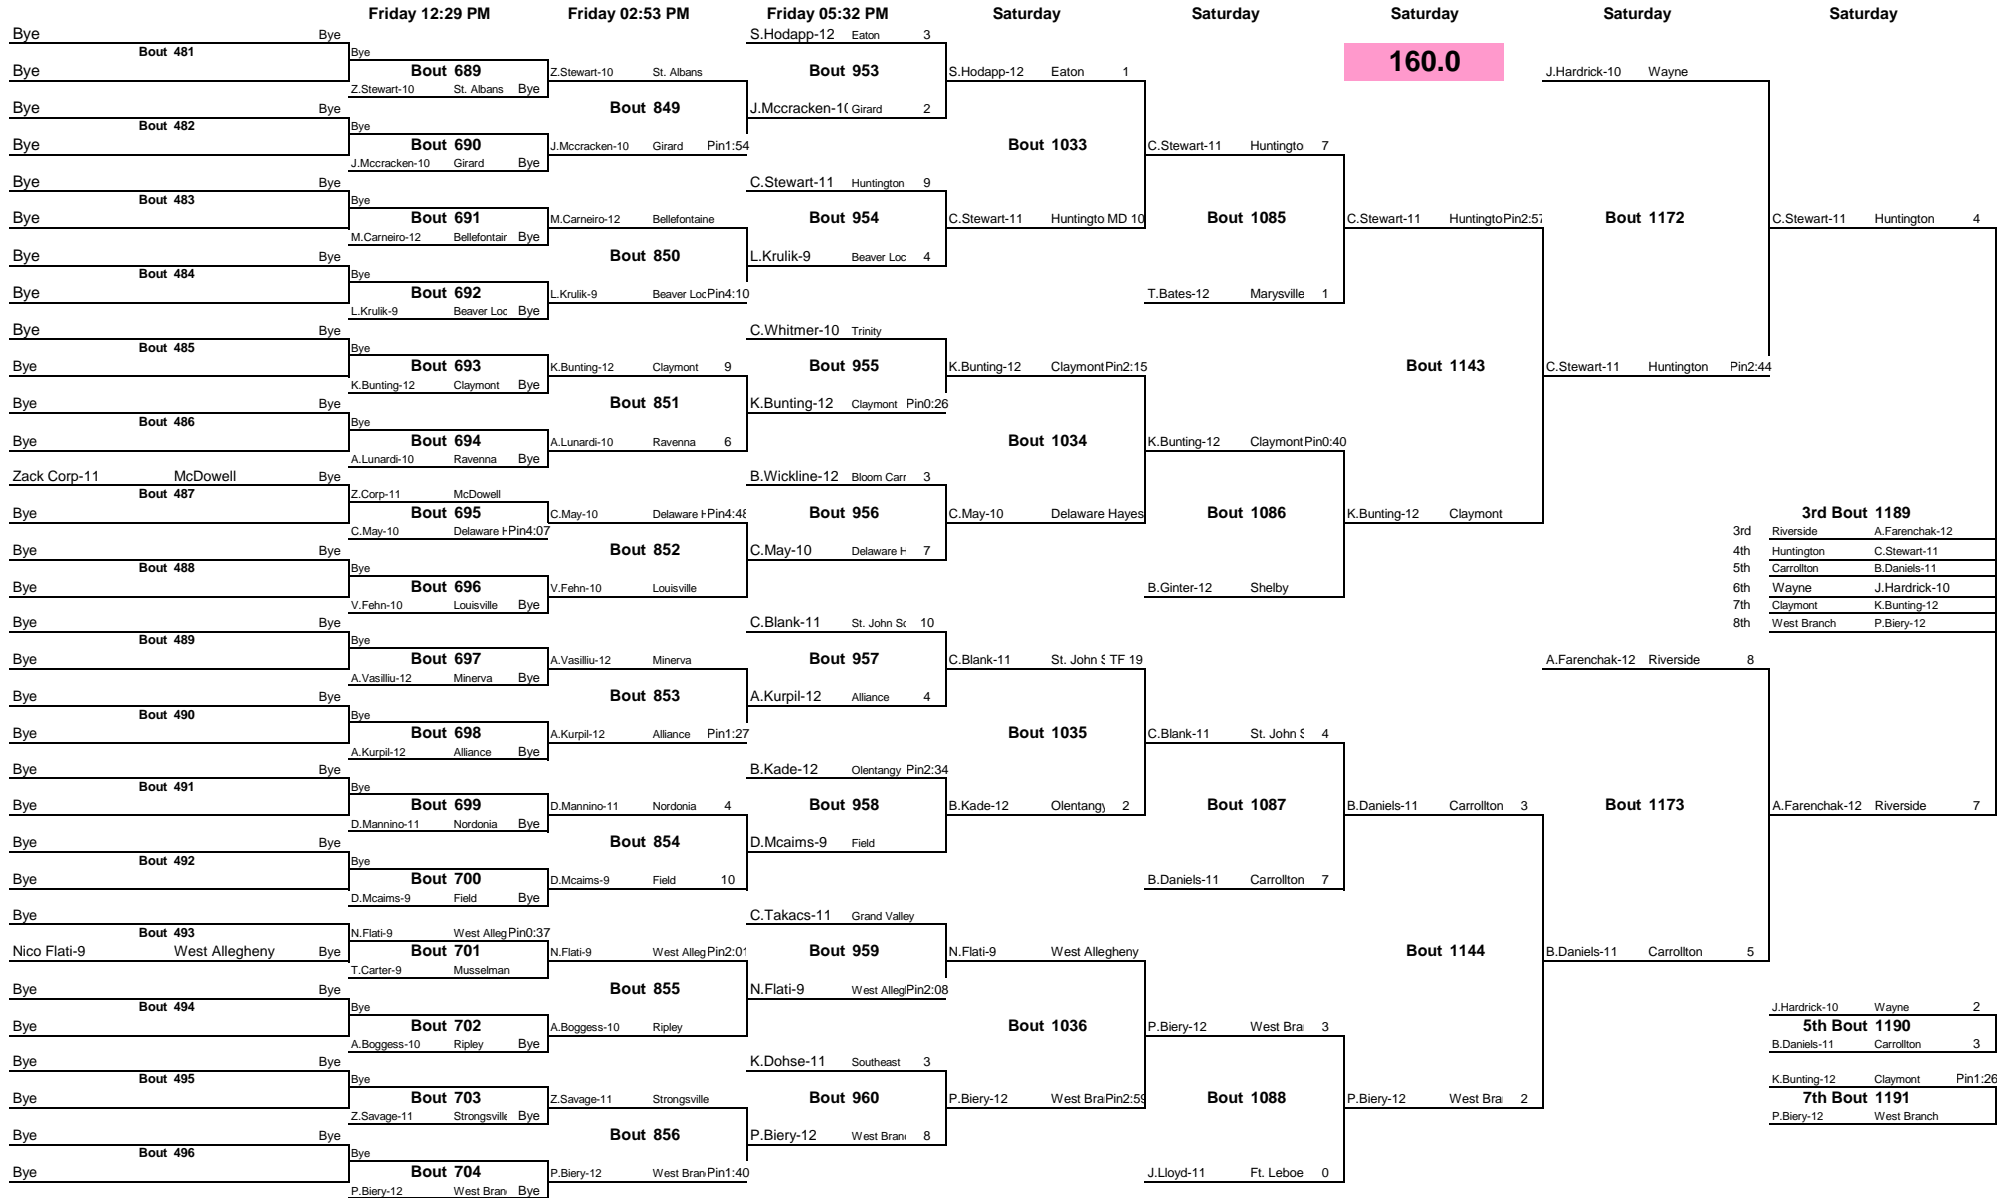 Friday 12:29 PM Friday 02:53 PM Friday 05:32 PM Saturday Saturday Saturday Saturday Saturday
160.0
Bye Bye
Bout 481
Bye
Bye Bye
Bout 482
Bye
Bye Bye
Bout 483
Bye
Bye Bye
Bout 484
Bye
Bye Bye
Bout 485
Bye
Bye Bye
Bout 486
Bye
Zack Corp-11 McDowell Bye
Bout 487
Bye
Bye Bye
Bout 488
Bye
Bye Bye
Bout 489
Bye
Bye Bye
Bout 490
Bye
Bye Bye
Bout 491
Bye
Bye Bye
Bout 492
Bye
Bye
Bout 493
Nico Flati-9 West Allegheny Bye
Bye Bye
Bout 494
Bye
Bye Bye
Bout 495
Bye
Bye Bye
Bout 496
Bye
Bye
Bout 689
Z.Stewart-10 St. Albans Bye
Bye
Bout 690
J.Mccracken-10 Girard Bye
Bye
Bout 691
M.Carneiro-12 Bellefontair Bye
Bye
Bout 692
L.Krulik-9 Beaver Loc Bye
Bye
Bout 693
K.Bunting-12 Claymont Bye
Bye
Bout 694
A.Lunardi-10 Ravenna Bye
Z.Corp-11 McDowell
Bout 695
C.May-10 Delaware H Pin4:07
Bye
Bout 696
V.Fehn-10 Louisville Bye
Bye
Bout 697
A.Vasilliu-12 Minerva Bye
Bye
Bout 698
A.Kurpil-12 Alliance Bye
Bye
Bout 699
D.Mannino-11 Nordonia Bye
Bye
Bout 700
D.Mcaims-9 Field Bye
N.Flati-9 West Alleg Pin0:37
Bout 701
T.Carter-9 Musselman
Bye
Bout 702
A.Boggess-10 Ripley Bye
Bye
Bout 703
Z.Savage-11 Strongsville Bye
Bye
Bout 704
P.Biery-12 West Bran Bye
Z.Stewart-10 St. Albans
Bout 849
J.Mccracken-10 Girard Pin1:54
M.Carneiro-12 Bellefontaine
Bout 850
L.Krulik-9 Beaver Loc Pin4:10
K.Bunting-12 Claymont 9
Bout 851
A.Lunardi-10 Ravenna 6
C.May-10 Delaware H Pin4:48
Bout 852
V.Fehn-10 Louisville
A.Vasilliu-12 Minerva
Bout 853
A.Kurpil-12 Alliance Pin1:27
D.Mannino-11 Nordonia 4
Bout 854
D.Mcaims-9 Field 10
N.Flati-9 West Alleg Pin2:01
Bout 855
A.Boggess-10 Ripley
Z.Savage-11 Strongsville
Bout 856
P.Biery-12 West Bran Pin1:40
S.Hodapp-12 Eaton 3
Bout 953
J.Mccracken-10 Girard 2
C.Stewart-11 Huntington 9
Bout 954
L.Krulik-9 Beaver Loc 4
C.Whitmer-10 Trinity
Bout 955
K.Bunting-12 Claymont Pin0:26
B.Wickline-12 Bloom Carr 3
Bout 956
C.May-10 Delaware H 7
C.Blank-11 St. John Sc 10
Bout 957
A.Kurpil-12 Alliance 4
B.Kade-12 Olentangy Pin2:34
Bout 958
D.Mcaims-9 Field
C.Takacs-11 Grand Valley
Bout 959
N.Flati-9 West Alleg Pin2:08
K.Dohse-11 Southeast 3
Bout 960
P.Biery-12 West Bran 8
S.Hodapp-12 Eaton 1
Bout 1033
C.Stewart-11 Huntingto MD 10
K.Bunting-12 Claymont Pin2:15
Bout 1034
C.May-10 Delaware Hayes
C.Blank-11 St. John S TF 19
Bout 1035
B.Kade-12 Olentangy 2
N.Flati-9 West Allegheny
Bout 1036
P.Biery-12 West Bra Pin2:59
C.Stewart-11 Huntingto 7
Bout 1085
T.Bates-12 Marysville 1
K.Bunting-12 Claymont Pin0:40
Bout 1086
B.Ginter-12 Shelby
C.Blank-11 St. John S 4
Bout 1087
B.Daniels-11 Carrollton 7
P.Biery-12 West Bra 3
Bout 1088
J.Lloyd-11 Ft. Leboe 0
C.Stewart-11 Huntingto Pin2:57
Bout 1143
K.Bunting-12 Claymont
B.Daniels-11 Carrollton 3
Bout 1144
P.Biery-12 West Bra 2
J.Hardrick-10 Wayne
Bout 1172
C.Stewart-11 Huntington Pin2:44
A.Farenchak-12 Riverside 8
Bout 1173
B.Daniels-11 Carrollton 5
C.Stewart-11 Huntington 4
3rd Bout 1189
3rd Riverside A.Farenchak-12
4th Huntington C.Stewart-11
5th Carrollton B.Daniels-11
6th Wayne J.Hardrick-10
7th Claymont K.Bunting-12
8th West Branch P.Biery-12
A.Farenchak-12 Riverside 7
J.Hardrick-10 Wayne 2
5th Bout 1190
B.Daniels-11 Carrollton 3
K.Bunting-12 Claymont Pin1:26
7th Bout 1191
P.Biery-12 West Branch